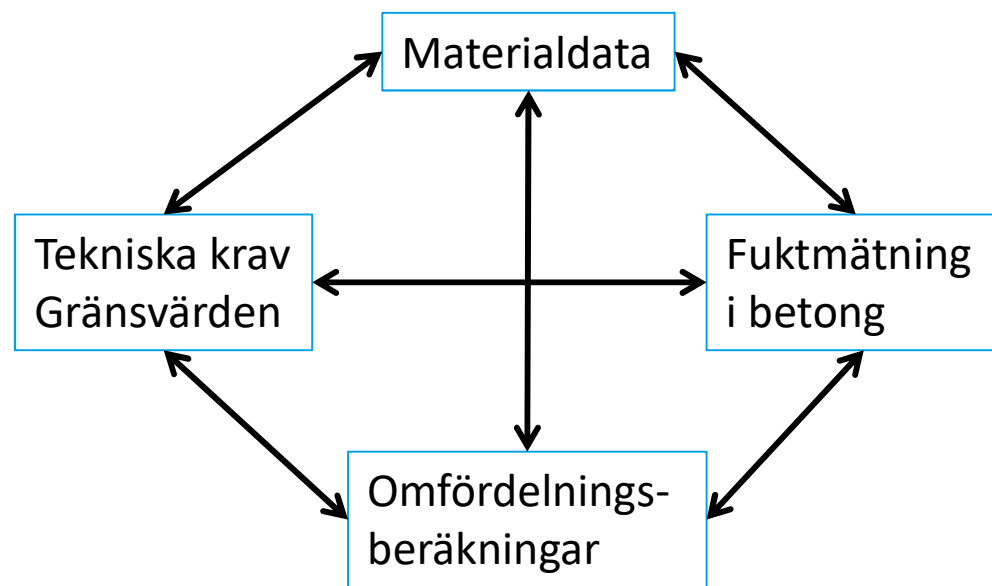 Materialdata
Tekniska krav
Gränsvärden
Fuktmätning
i betong
Omfördelnings-
beräkningar